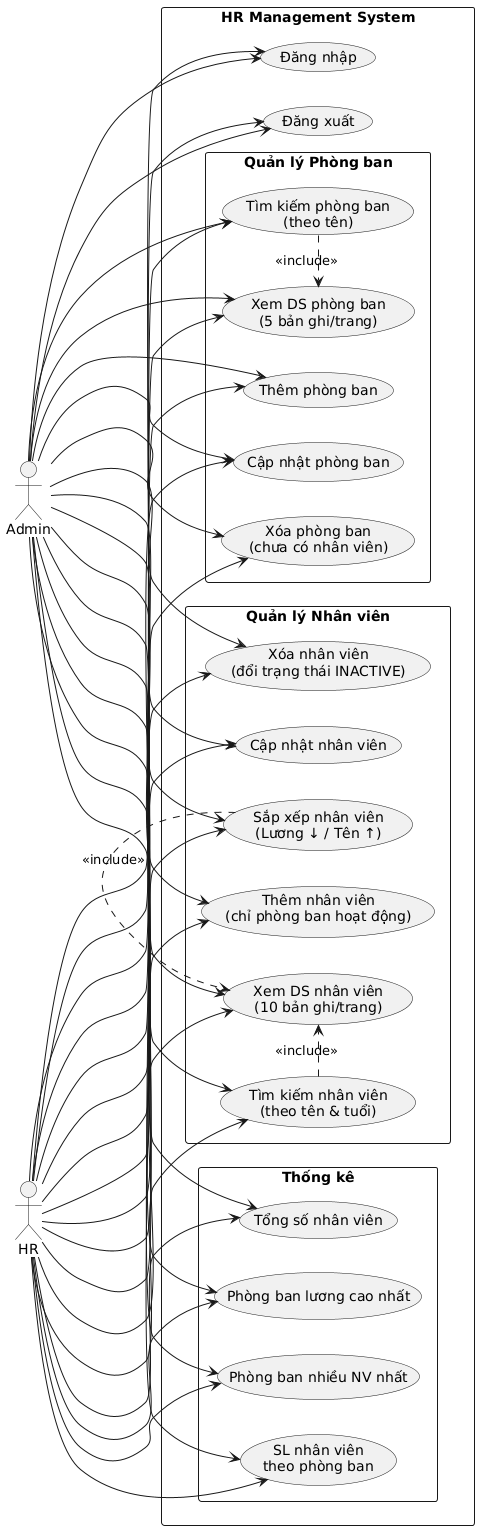 HR Management System
Đăng nhập
Đăng xuất
Quản lý Phòng ban
Tìm kiếm phòng ban
(theo tên)
«include»
Xem DS phòng ban
(5 bản ghi/trang)
Thêm phòng ban
Cập nhật phòng ban
Admin
Xóa phòng ban
(chưa có nhân viên)
Quản lý Nhân viên
Xóa nhân viên
(đổi trạng thái INACTIVE)
Cập nhật nhân viên
Sắp xếp nhân viên
(Lương ↓ / Tên ↑)
«include»
Thêm nhân viên
(chỉ phòng ban hoạt động)
Xem DS nhân viên
(10 bản ghi/trang)
«include»
Tìm kiếm nhân viên
(theo tên & tuổi)
Thống kê
Tổng số nhân viên
HR
Phòng ban lương cao nhất
Phòng ban nhiều NV nhất
SL nhân viên
theo phòng ban